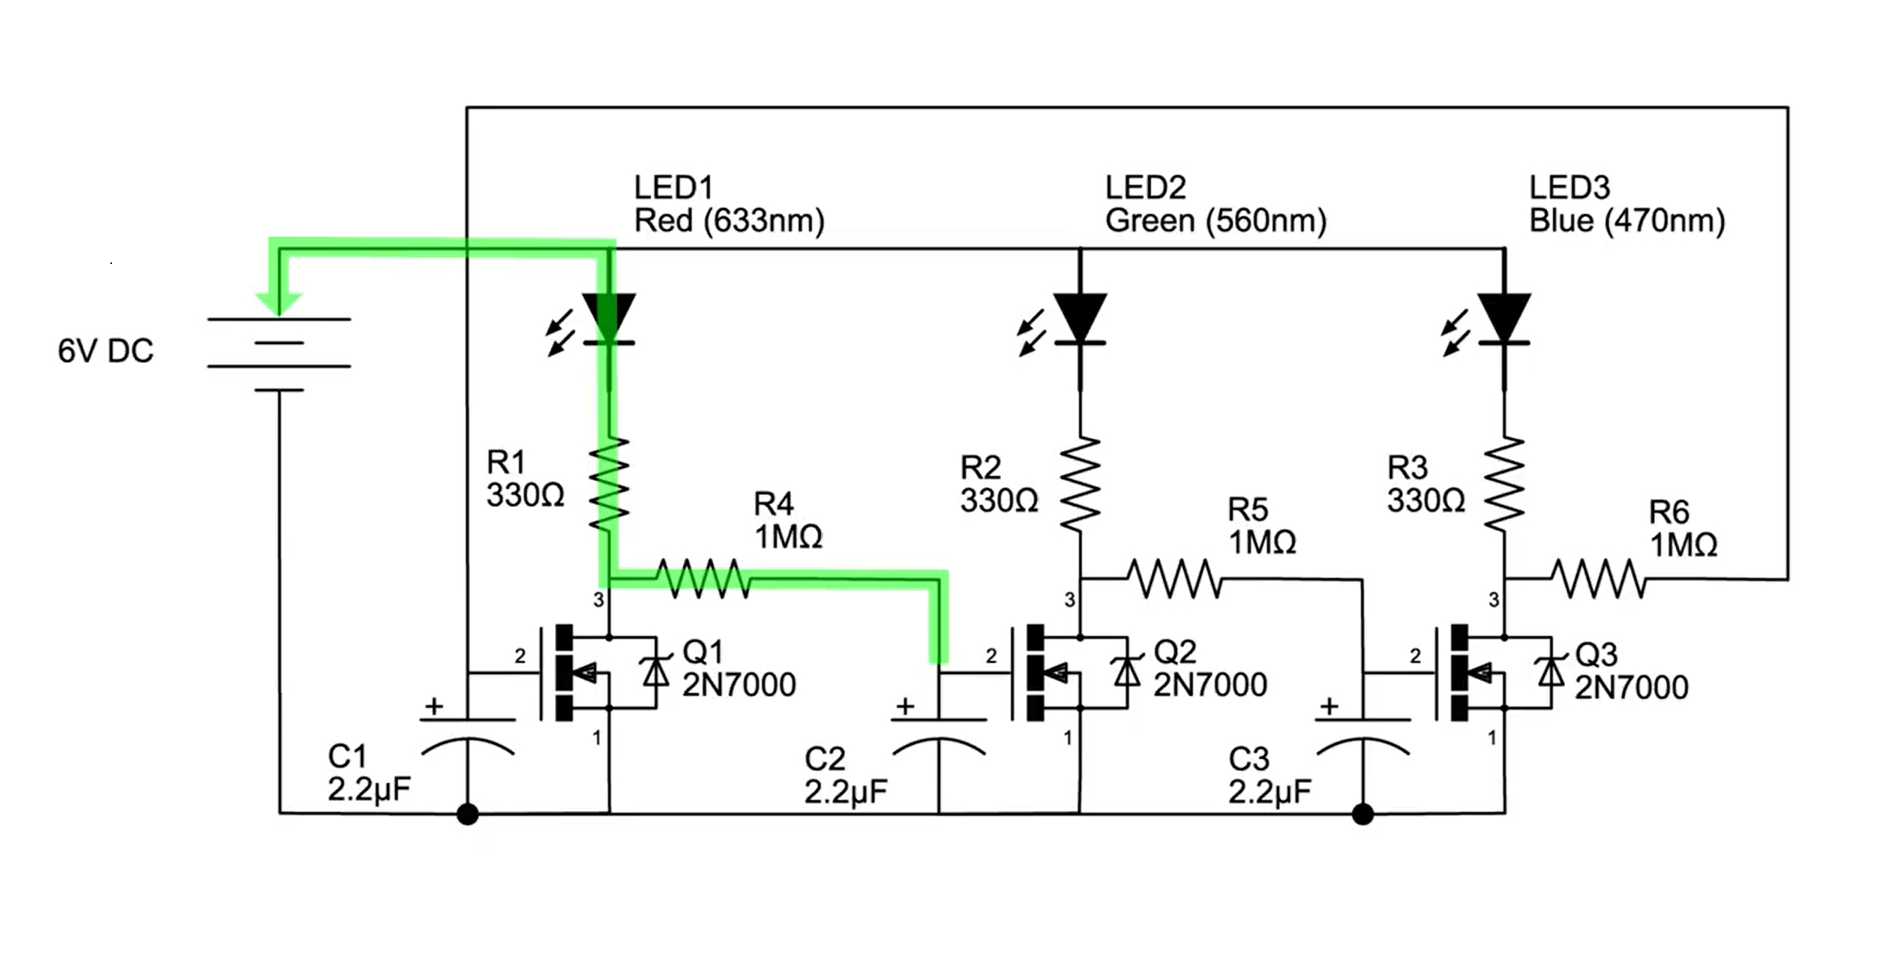 LED1
Red (633nm)
LED2
Green (560nm)
LED3
Blue (470nm)
6V DC
R1
330Ω
R4
1MΩ
R2
330Ω
R5
1MΩ
R3
330Ω
R6
1MΩ
3
2
Q1
2N7000
1
3
2
Q2
2N7000
1
3
2
Q3
2N7000
1
+
C1
2.2µF
+
C2
2.2µF
+
C3
2.2µF